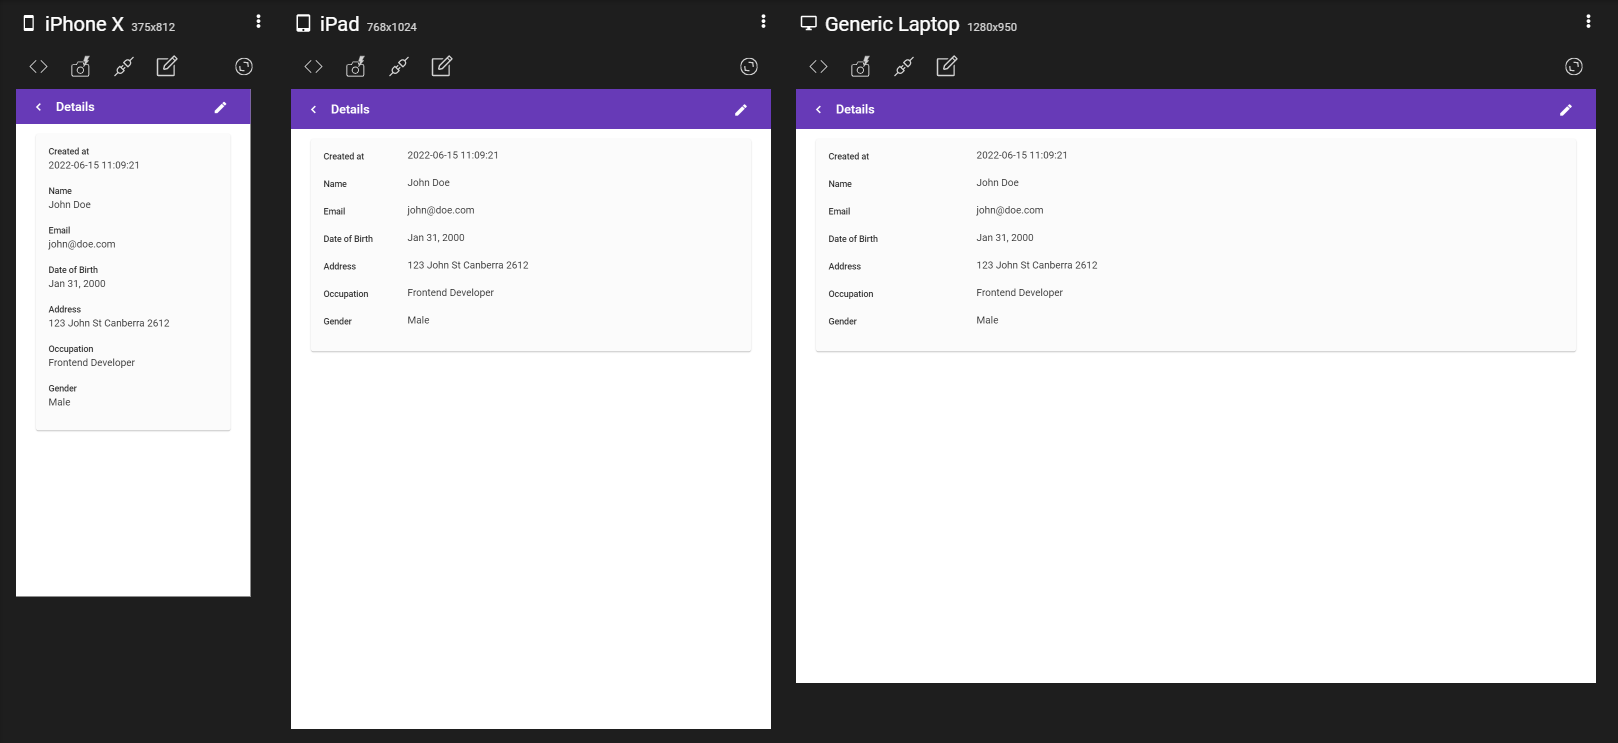 iPhone X 375x812
Details
Created at
2022-06-15 11:09:21
Name
John Doe
Email
john@doe.com
Date of Birth
Jan 31, 2000
Address
123 John St Canberra 2612
Occupation
Frontend Developer
Gender
Male
iPad 768x1024
Details
Created at 2022-06-15 11:09:21
Name John Doe
Email john@doe.com
Date of Birth Jan 31, 2000
Address 123 John St Canberra 2612
Occupation Frontend Developer
Gender Male
Generic Laptop 1280x950
Details
Created at 2022-06-15 11:09:21
Name John Doe
Email john@doe.com
Date of Birth Jan 31, 2000
Address 123 John St Canberra 2612
Occupation Frontend Developer
Gender Male